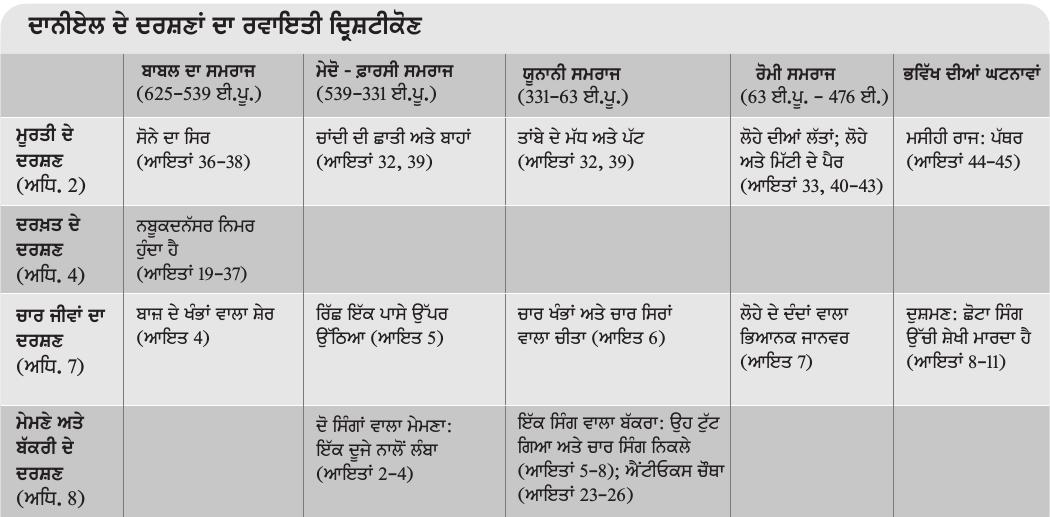 ਦਾਨੀਏਲ ਦੇ ਦਰਸ਼ਣਾਂ ਦਾ ਰਵਾਇਤੀ ਦ੍ਰਿਸ਼ਟੀਕੋਣ
ਬਾਬਲ ਦਾ ਸਮਰਾਜ
(625–539 ਈ.ਪੂ.)
ਮੇਦੋ - ਫ਼ਾਰਸੀ ਸਮਰਾਜ
(539–331 ਈ.ਪੂ.)
ਯੂਨਾਨੀ ਸਮਰਾਜ
(331–63 ਈ.ਪੂ.)
ਰੋਮੀ ਸਮਰਾਜ
(63 ਈ.ਪੂ. – 476 ਈ.)
ਭਵਿੱਖ ਦੀਆਂ ਘਟਨਾਵਾਂ
ਮੂਰਤੀ ਦੇ
ਦਰਸ਼ਣ
(ਅਧਿ. 2)
ਸੋਨੇ ਦਾ ਸਿਰ
(ਆਇਤਾਂ 36–38)
ਚਾਂਦੀ ਦੀ ਛਾਤੀ ਅਤੇ ਬਾਹਾਂ
(ਆਇਤਾਂ 32, 39)
ਤਾਂਬੇ ਦੇ ਮੱਧ ਅਤੇ ਪੱਟ
(ਆਇਤਾਂ 32, 39)
ਲੋਹੇ ਦੀਆਂ ਲੱਤਾਂ; ਲੋਹੇ
ਅਤੇ ਮਿੱਟੀ ਦੇ ਪੈਰ
(ਆਇਤਾਂ 33, 40–43)
ਮਸੀਹੀ ਰਾਜ: ਪੱਥਰ
(ਆਇਤਾਂ 44–45)
ਦਰਖ਼ਤ ਦੇ
ਦਰਸ਼ਣ
(ਅਧਿ. 4)
ਨਬੂਕਦਨੱਸਰ ਨਿਮਰ
ਹੁੰਦਾ ਹੈ
(ਆਇਤਾਂ 19–37)
ਚਾਰ ਜੀਵਾਂ ਦਾ
ਦਰਸ਼ਣ
(ਅਧਿ. 7)
ਬਾਜ਼ ਦੇ ਖੰਭਾਂ ਵਾਲਾ ਸ਼ੇਰ
(ਆਇਤ 4)
ਰਿੱਛ ਇੱਕ ਪਾਸੇ ਉੱਪਰ
ਉੱਠਿਆ (ਆਇਤ 5)
ਚਾਰ ਖੰਭਾਂ ਅਤੇ ਚਾਰ ਸਿਰਾਂ
ਵਾਲਾ ਚੀਤਾ (ਆਇਤ 6)
ਲੋਹੇ ਦੇ ਦੰਦਾਂ ਵਾਲਾ
ਭਿਆਨਕ ਜਾਨਵਰ
(ਆਇਤ 7)
ਦੁਸ਼ਮਣ: ਛੋਟਾ ਸਿੰਗ
ਉੱਚੀ ਸ਼ੇਖੀ ਮਾਰਦਾ ਹੈ
(ਆਇਤਾਂ 8–11)
ਮੇਮਣੇ ਅਤੇ
ਬੱਕਰੀ ਦੇ
ਦਰਸ਼ਣ
(ਅਧਿ. 8)
ਦੋ ਸਿੰਗਾਂ ਵਾਲਾ ਮੇਮਣਾ:
ਇੱਕ ਦੂਜੇ ਨਾਲੋਂ ਲੰਬਾ
(ਆਇਤਾਂ 2–4)
ਇੱਕ ਸਿੰਗ ਵਾਲਾ ਬੱਕਰਾ: ਉਹ ਟੁੱਟ
ਗਿਆ ਅਤੇ ਚਾਰ ਸਿੰਗ ਨਿਕਲੇ
(ਆਇਤਾਂ 5–8); ਐਂਟੀਓਕਸ ਚੌਥਾ
(ਆਇਤਾਂ 23–26)